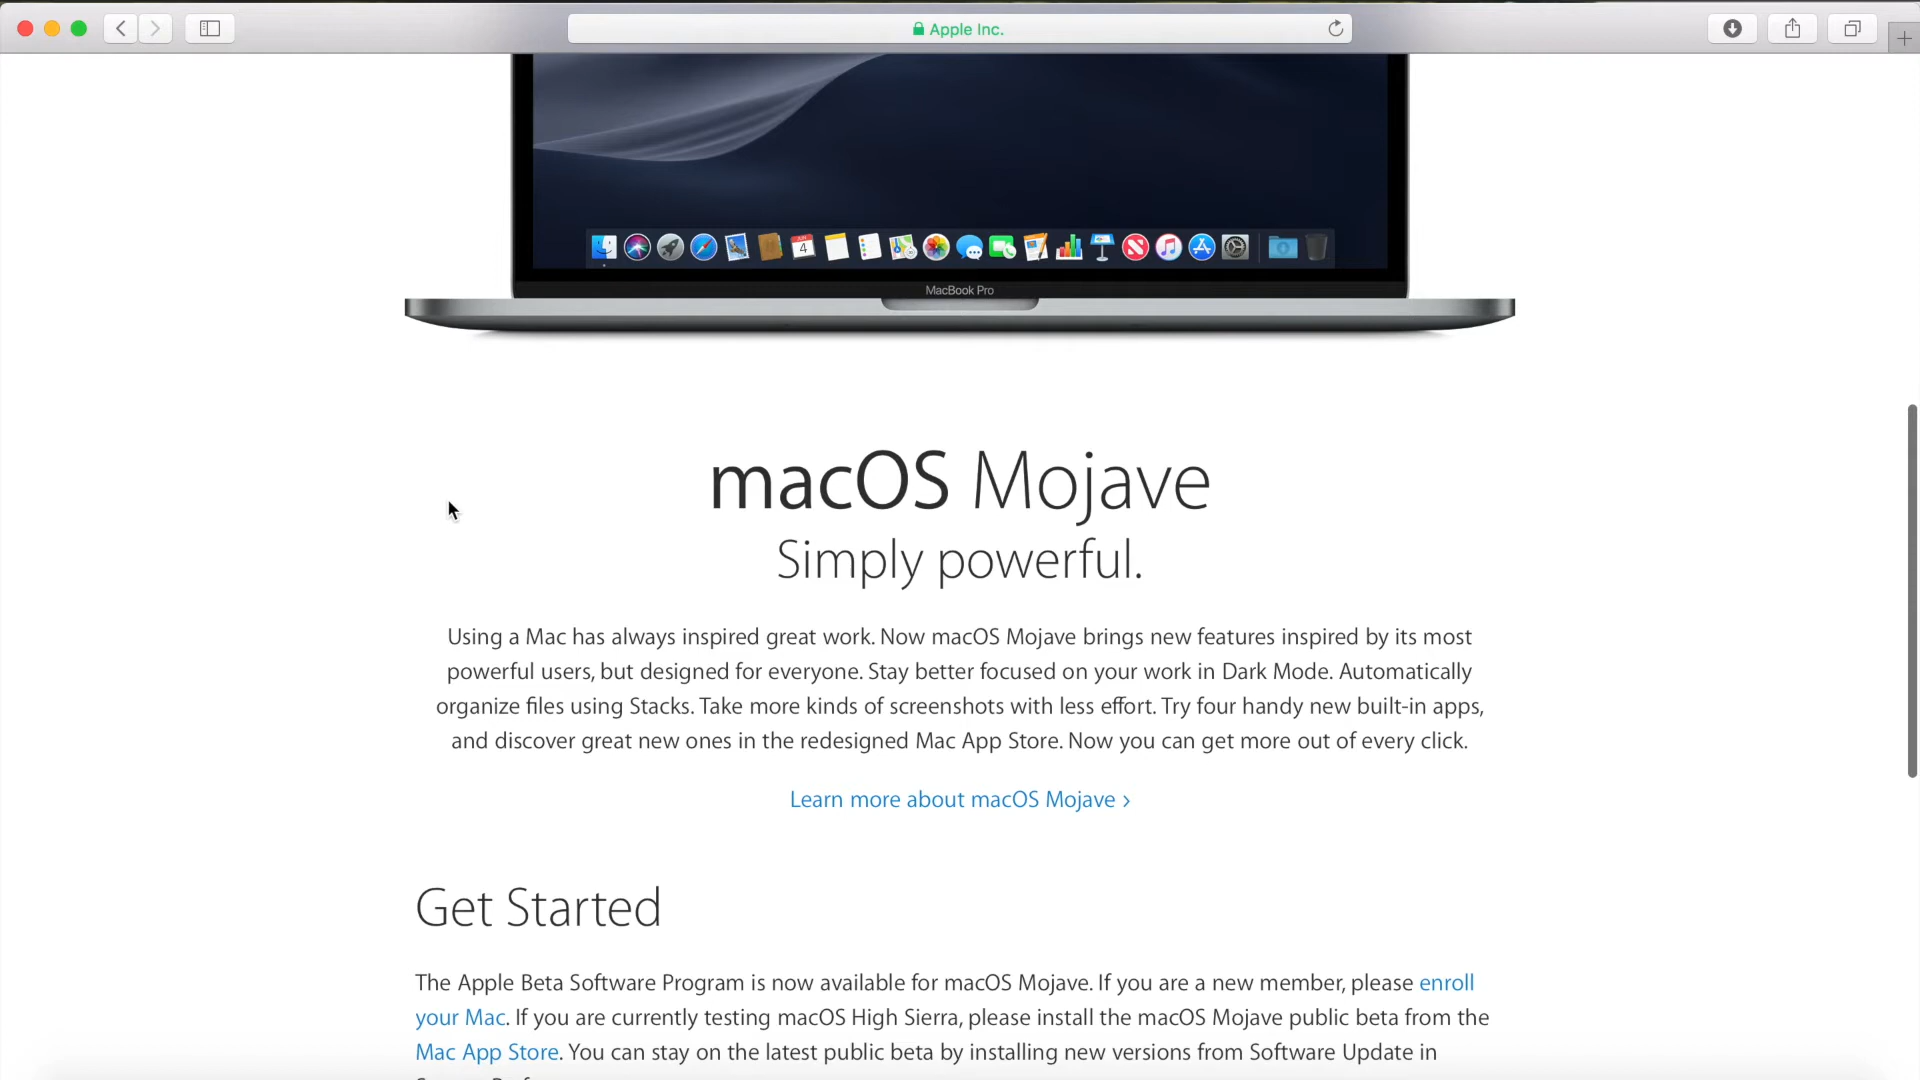 Apple Inc.
4
MacBook Pro
macOS Mojave
Simply powerful.
Using a Mac has always inspired great work. Now macOS Mojave brings new features inspired by its most
powerful users, but designed for everyone. Stay better focused on your work in Dark Mode. Automatically
organize files using Stacks. Take more kinds of screenshots with less effort. Try four handy new built-in apps,
and discover great new ones in the redesigned Mac App Store. Now you can get more out of every click.
Learn more about macOS Mojave ›
Get Started
The Apple Beta Software Program is now available for macOS Mojave. If you are a new member, please enroll
your Mac. If you are currently testing macOS High Sierra, please install the macOS Mojave public beta from the
Mac App Store. You can stay on the latest public beta by installing new versions from Software Update in